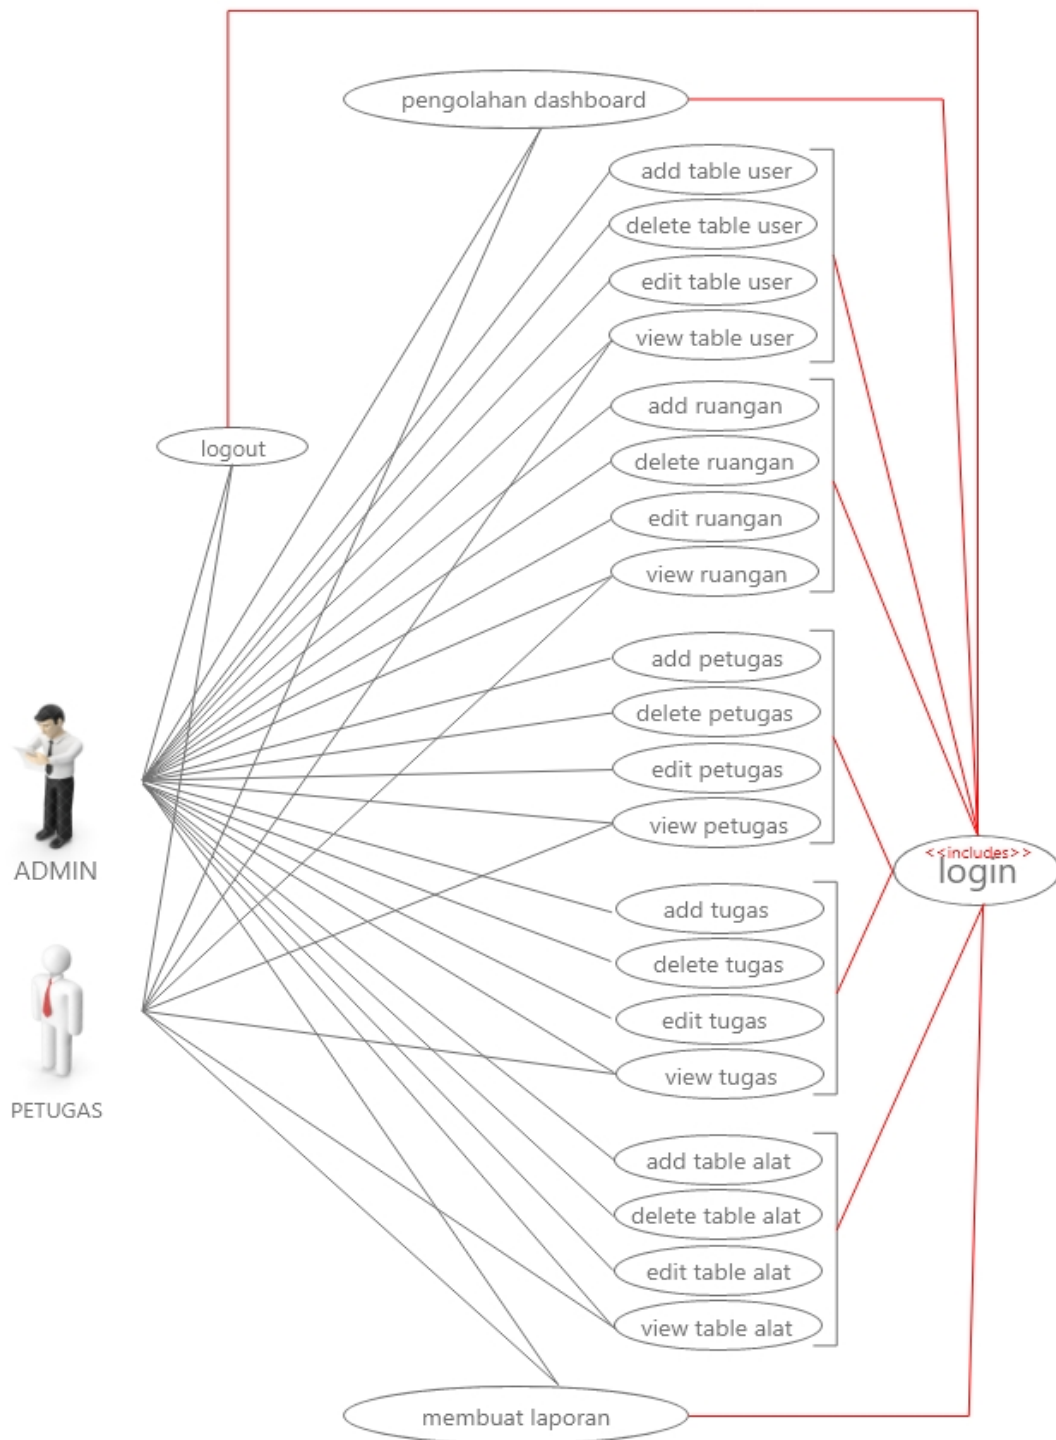 pengolahan dashboard
add table user
delete table user
edit table user
view table user
add ruangan
logout
delete ruangan
edit ruangan
view ruangan
add petugas
delete petugas
edit petugas
view petugas
ADMIN
<<includes>>
login
add tugas
delete tugas
edit tugas
view tugas
PETUGAS
add table alat
delete table alat
edit table alat
view table alat
membuat laporan